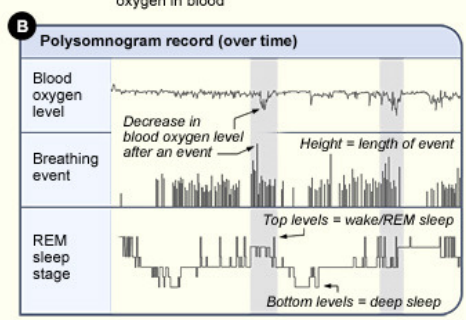 oxygen in blood
B
Polysomnogram record (over time)
Blood
oxygen
level
Decrease in
blood oxygen level
after an event
Breathing
event
Height = length of event
REM
sleep
stage
Top levels = wake/REM sleep
Bottom levels = deep sleep